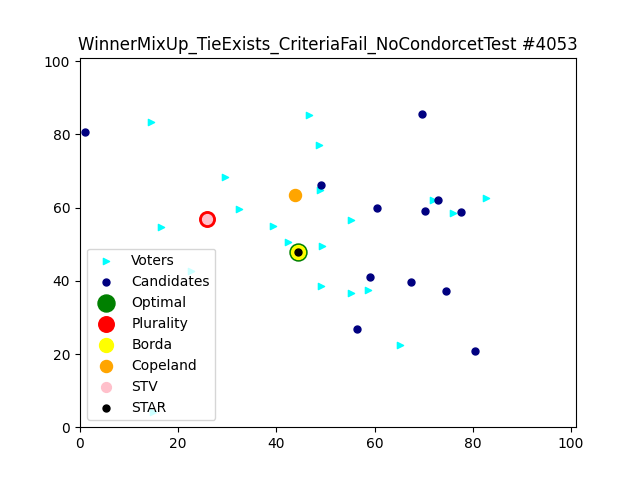 WinnerMixUp_TieExists_CriteriaFail_NoCondorcetTest #4053
100
80
60
40
20
0
Voters
Candidates
Optimal
Plurality
Borda
Copeland
STV
STAR
0 20 40 60 80 100